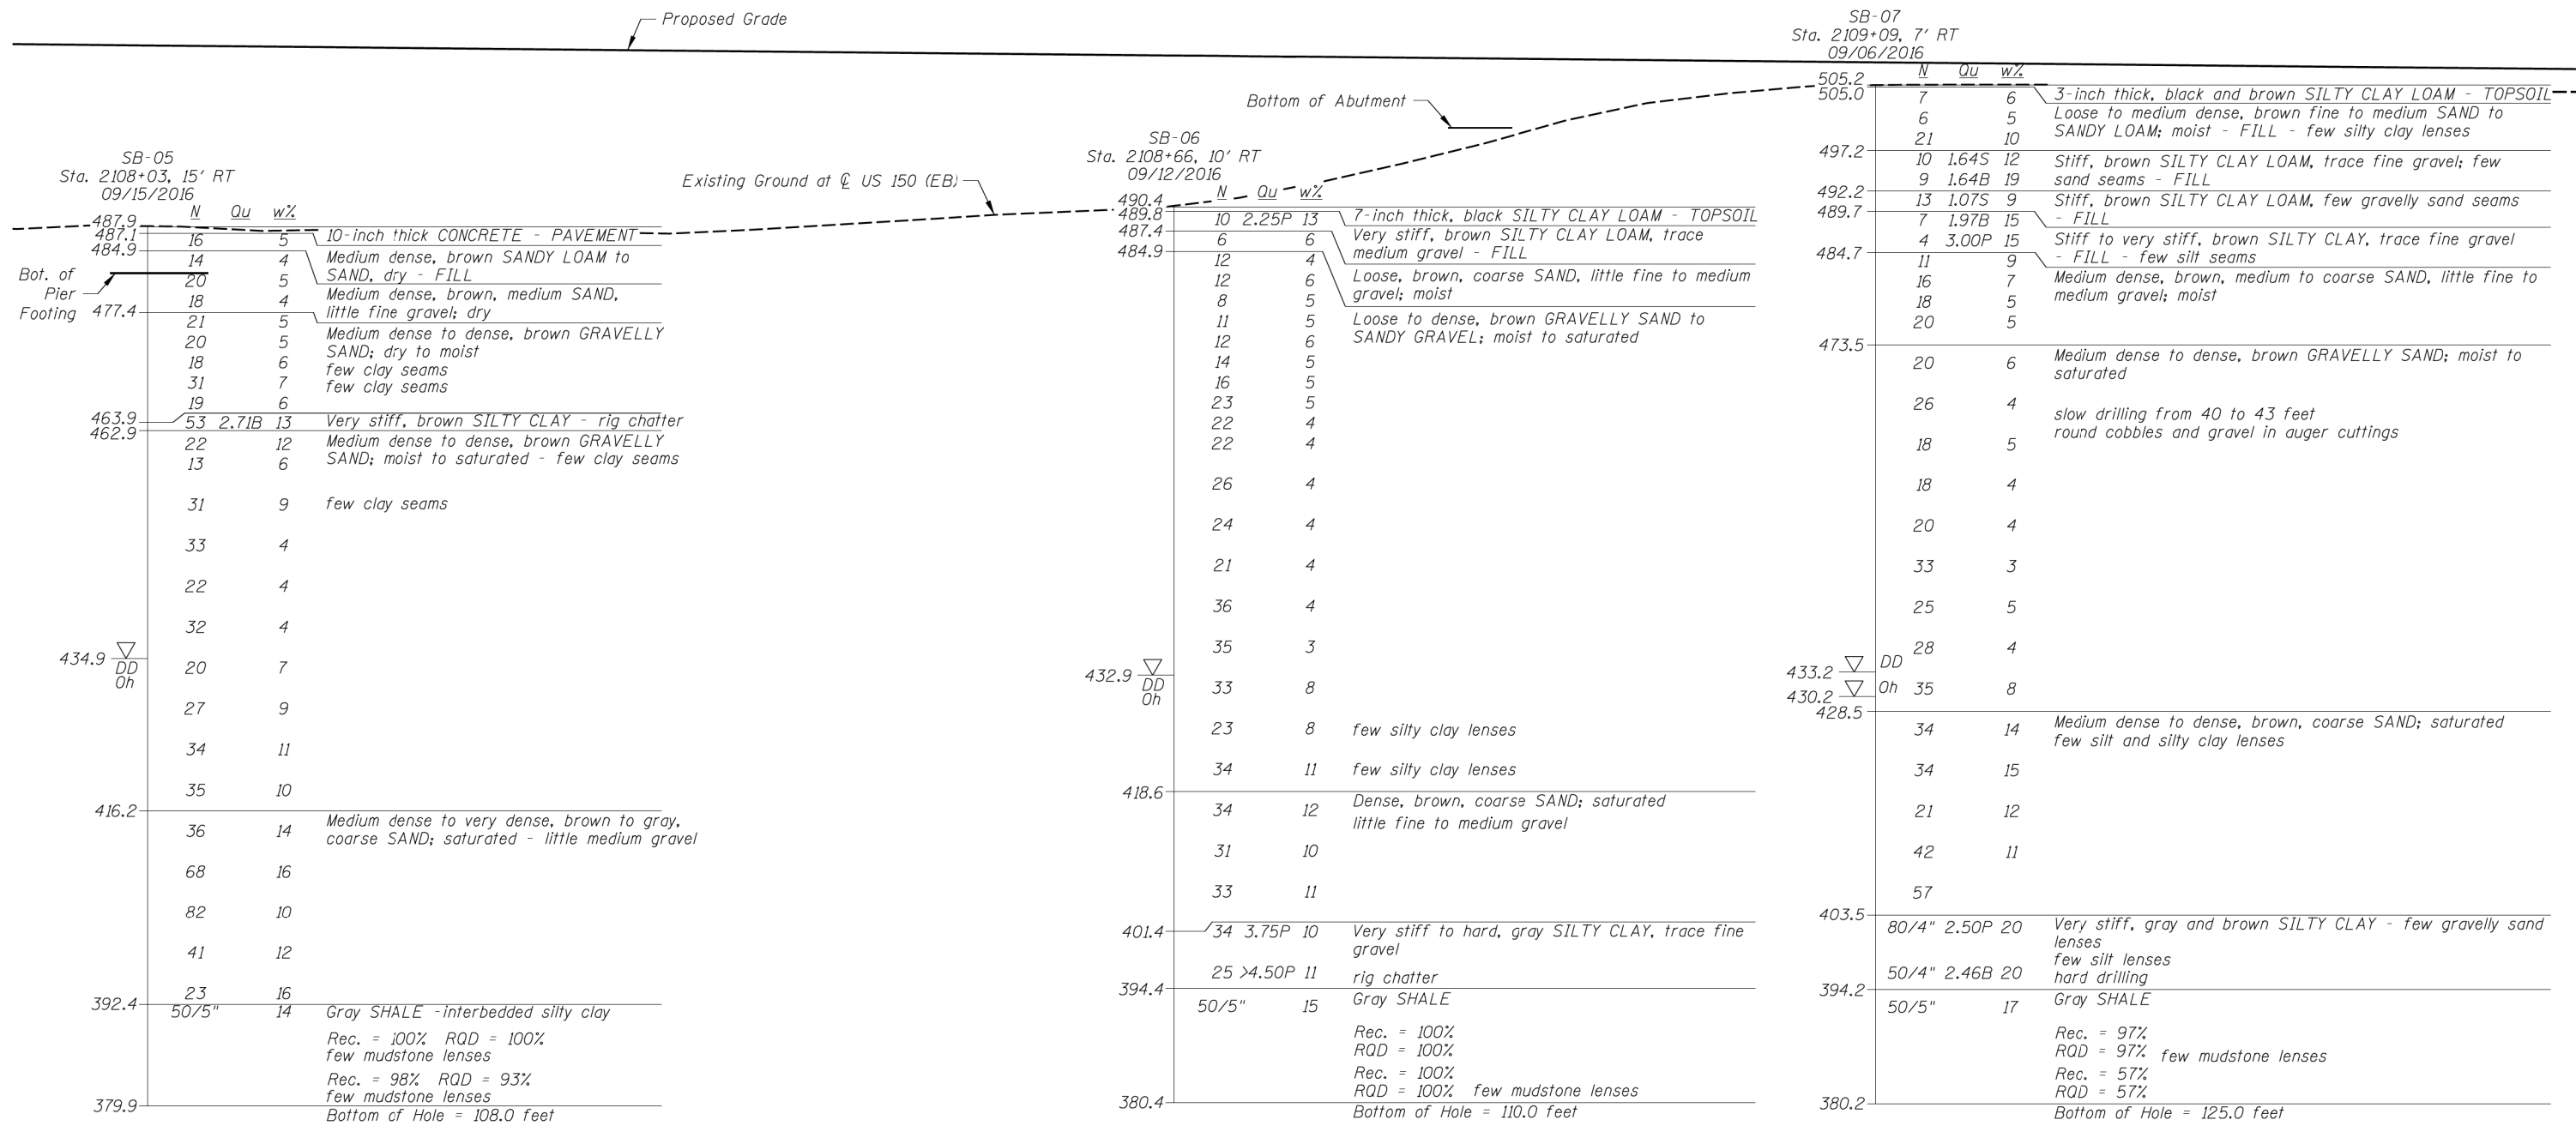 Proposed Grade
Existing Ground at ℄ US 150 (EB)
Bottom of Abutment
Bot. of
Pier
Footing
SB-05
Sta. 2108+03, 15' RT
09/15/2016
N Qu w%
487.9
487.1
16 5 10-inch thick CONCRETE - PAVEMENT
484.9
14 4 Medium dense, brown SANDY LOAM to
SAND, dry - FILL
20 5
18 4 Medium dense, brown, medium SAND,
little fine gravel; dry
477.4
21 5
20 5 Medium dense to dense, brown GRAVELLY
SAND; dry to moist
18 6 few clay seams
31 7 few clay seams
19 6
463.9
53 2.71B 13 Very stiff, brown SILTY CLAY - rig chatter
462.9
22 12 Medium dense to dense, brown GRAVELLY
13 6 SAND; moist to saturated - few clay seams
31 9 few clay seams
33 4
22 4
32 4
434.9
DD
Oh
20 7
27 9
34 11
35 10
416.2
36 14 Medium dense to very dense, brown to gray,
coarse SAND; saturated - little medium gravel
68 16
82 10
41 12
23 16
392.4
50/5" 14 Gray SHALE -interbedded silty clay
Rec. = 100% RQD = 100%
few mudstone lenses
Rec. = 98% RQD = 93%
few mudstone lenses
379.9
Bottom of Hole = 108.0 feet
SB-06
Sta. 2108+66, 10' RT
09/12/2016
N Qu w%
490.4
489.8
10 2.25P 13 7-inch thick, black SILTY CLAY LOAM - TOPSOIL
487.4
6 6 Very stiff, brown SILTY CLAY LOAM, trace
medium gravel - FILL
484.9
12 4
12 6 Loose, brown, coarse SAND, little fine to medium
gravel; moist
8 5
11 5 Loose to dense, brown GRAVELLY SAND to
12 6 SANDY GRAVEL; moist to saturated
14 5
16 5
23 5
22 4
22 4
26 4
24 4
21 4
36 4
35 3
432.9
DD
Oh
33 8
23 8 few silty clay lenses
34 11 few silty clay lenses
418.6
34 12 Dense, brown, coarse SAND; saturated
little fine to medium gravel
31 10
33 11
401.4
34 3.75P 10 Very stiff to hard, gray SILTY CLAY, trace fine
gravel
25 >4.50P 11 rig chatter
394.4
50/5" 15 Gray SHALE
Rec. = 100%
RQD = 100%
Rec. = 100%
RQD = 100% few mudstone lenses
380.4
Bottom of Hole = 110.0 feet
SB-07
Sta. 2109+09, 7' RT
09/06/2016
N Qu w%
505.2
505.0
7 6 3-inch thick, black and brown SILTY CLAY LOAM - TOPSOIL
6 5 Loose to medium dense, brown fine to medium SAND to
21 10 SANDY LOAM; moist - FILL - few silty clay lenses
497.2
10 1.64S 12 Stiff, brown SILTY CLAY LOAM, trace fine gravel; few
9 1.64B 19 sand seams - FILL
492.2
13 1.07S 9 Stiff, brown SILTY CLAY LOAM, few gravelly sand seams
489.7
7 1.97B 15 - FILL
4 3.00P 15 Stiff to very stiff, brown SILTY CLAY, trace fine gravel
484.7
11 9 - FILL - few silt seams
16 7 Medium dense, brown, medium to coarse SAND, little fine to
18 5 medium gravel; moist
20 5
473.5
20 6 Medium dense to dense, brown GRAVELLY SAND; moist to
saturated
26 4 slow drilling from 40 to 43 feet
round cobbles and gravel in auger cuttings
18 5
18 4
20 4
33 3
25 5
28 4
433.2 DD
430.2 Oh
35 8
428.5
34 14 Medium dense to dense, brown, coarse SAND; saturated
few silt and silty clay lenses
34 15
21 12
42 11
57
403.5
80/4" 2.50P 20 Very stiff, gray and brown SILTY CLAY - few gravelly sand
lenses
few silt lenses
50/4" 2.46B 20 hard drilling
394.2
50/5" 17 Gray SHALE
Rec. = 97%
RQD = 97% few mudstone lenses
Rec. = 57%
RQD = 57%
380.2
Bottom of Hole = 125.0 feet